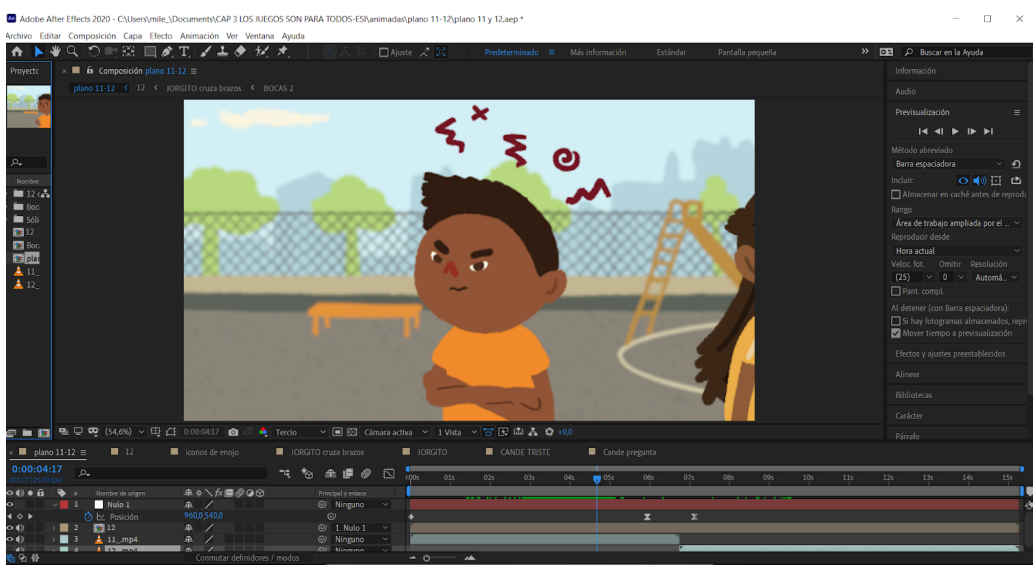 Adobe After Effects 2020 - C:\Users\mile_\Documents\CAP 3 LOS JUEGOS SON PARA TODOS-ESI\animadas\plano 11-12\plano 11 y 12.aep *
Archivo Editar Composición Capa Efecto Animación Ver Ventana Ayuda
Ajuste Predeterminado Más información Estándar Pantalla pequeña Buscar en la Ayuda
Proyecto
Composición plano 11-12
plano 11-12 12 JORGITO cruza brazos BOCAS 2
Nombre
12
Boc
Sóli
12
Boc
plan
11_
12_
Información
Audio
Previsualización
Método abreviado
Barra espaciadora
Incluir:
Almacenar en caché antes de reprodu
Rango
Área de trabajo ampliada por el ...
Reproducir desde
Hora actual
Veloc. fot. Omitir Resolución
(25) 0 Automá...
Pant. compl.
Al detener (con Barra espaciadora):
Si hay fotogramas almacenados, repro
Mover tiempo a previsualización
Efectos y ajustes preestablecidos
Alinear
Bibliotecas
Carácter
Párrafo
(54,6%) 0:00:04:17 Tercio Cámara activa 1 Vista +0,0
plano 11-12 12 iconos de enojo JORGITO cruza brazos JORGITO CANDE TRISTE Cande pregunta
0:00:04:17
00117 (25.00 fps)
01s 02s 03s 04s 05s 06s 07s 08s 09s 10s 11s 12s 13s 14s 15s
# Nombre de origen Principal y enlace
1 Nulo 1 Ninguno
Posición 960,0,540,0
2 12 1. Nulo 1
3 11_.mp4 Ninguno
4 12_.mp4 Ninguno
Conmutar definidores / modos